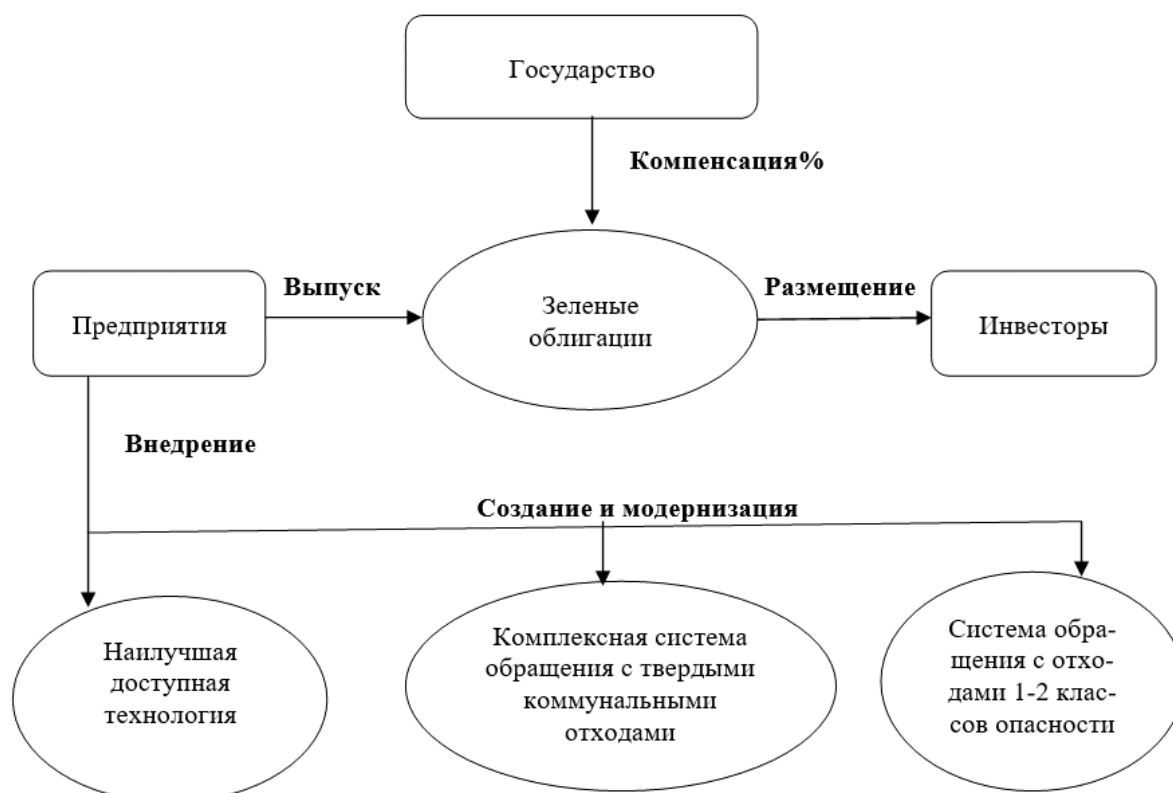 Государство
Компенсация%
Выпуск
Размещение
Предприятия
Зеленые
облигации
Инвесторы
Внедрение
Создание и модернизация
Наилучшая
доступная
технология
Комплексная система
обращения с твердыми
коммунальными
отходами
Система обра-
щения с отхо-
дами 1-2 клас-
сов опасности